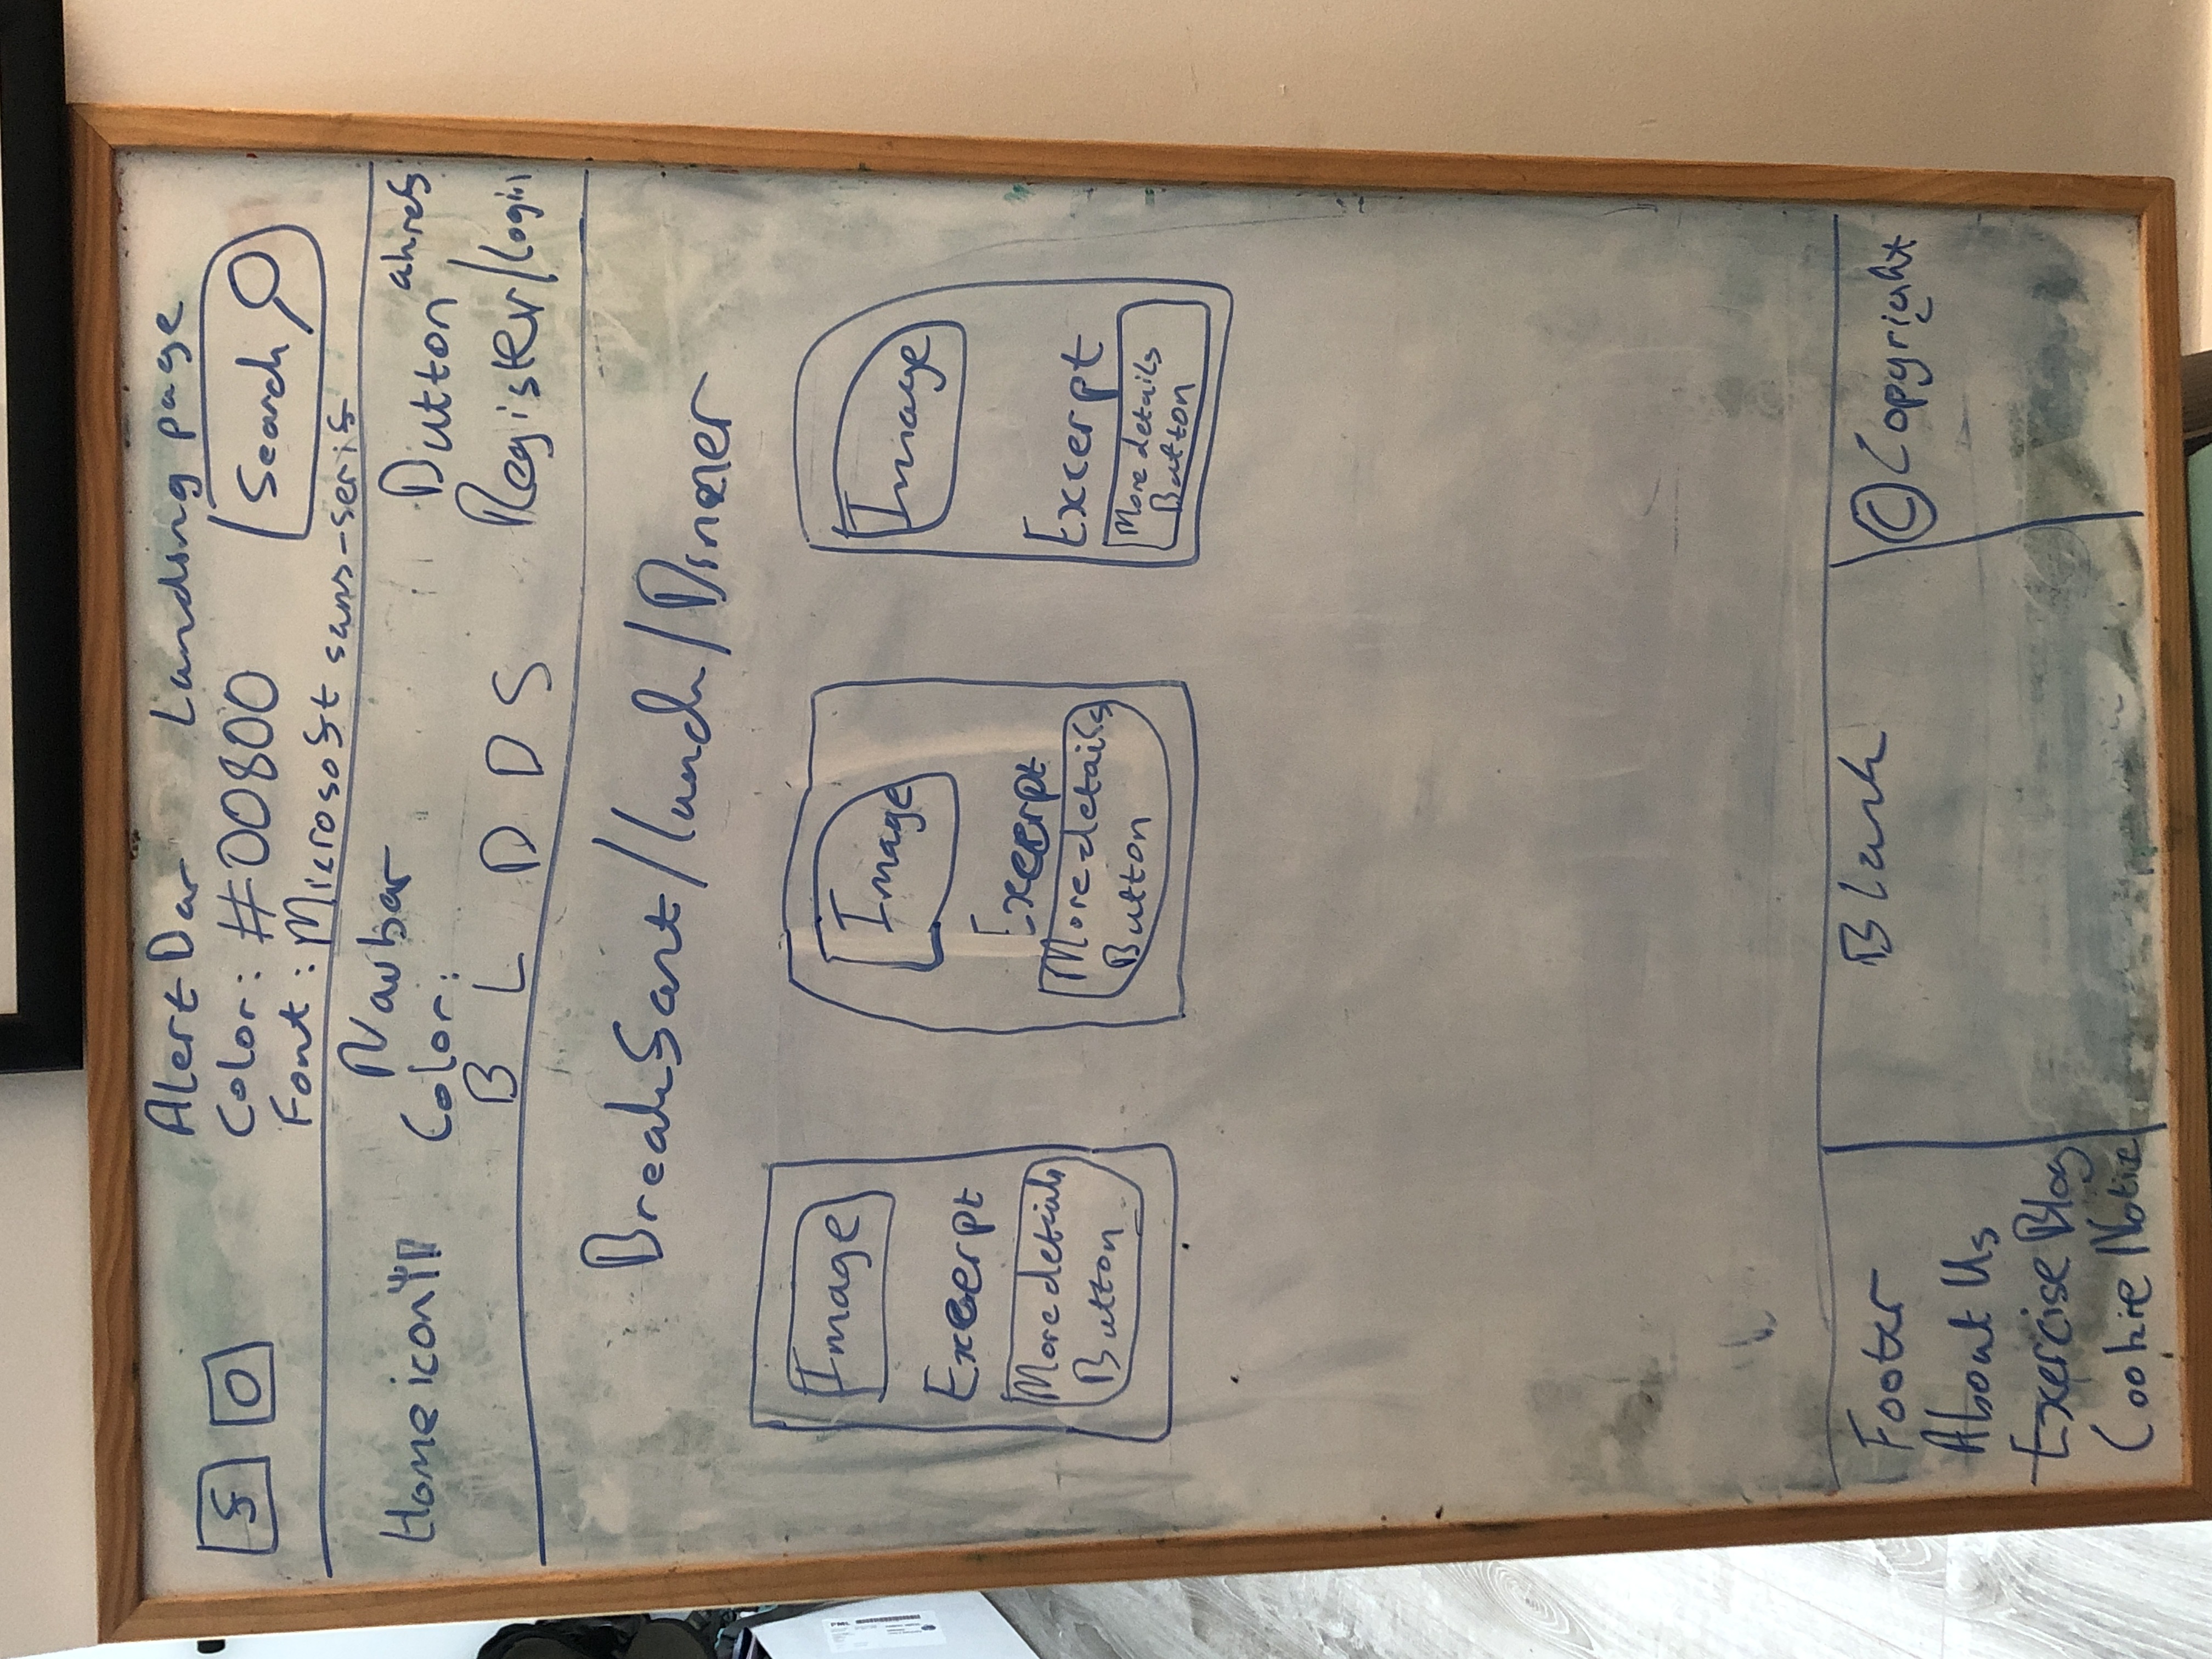 Alert Bar Landing page
f O Color: #00800 Search
Font: Microsoft sans-serif
Navbar
Home icon Color: Button ahrefs
B L D D S Register/login
Breakfast/lunch/Dinner
Image Image Image
Excerpt Excerpt Excerpt
More details More details More details
Button Button Button
Footer Blank © Copyright
About Us
Exercise Blog
Cookie Notice